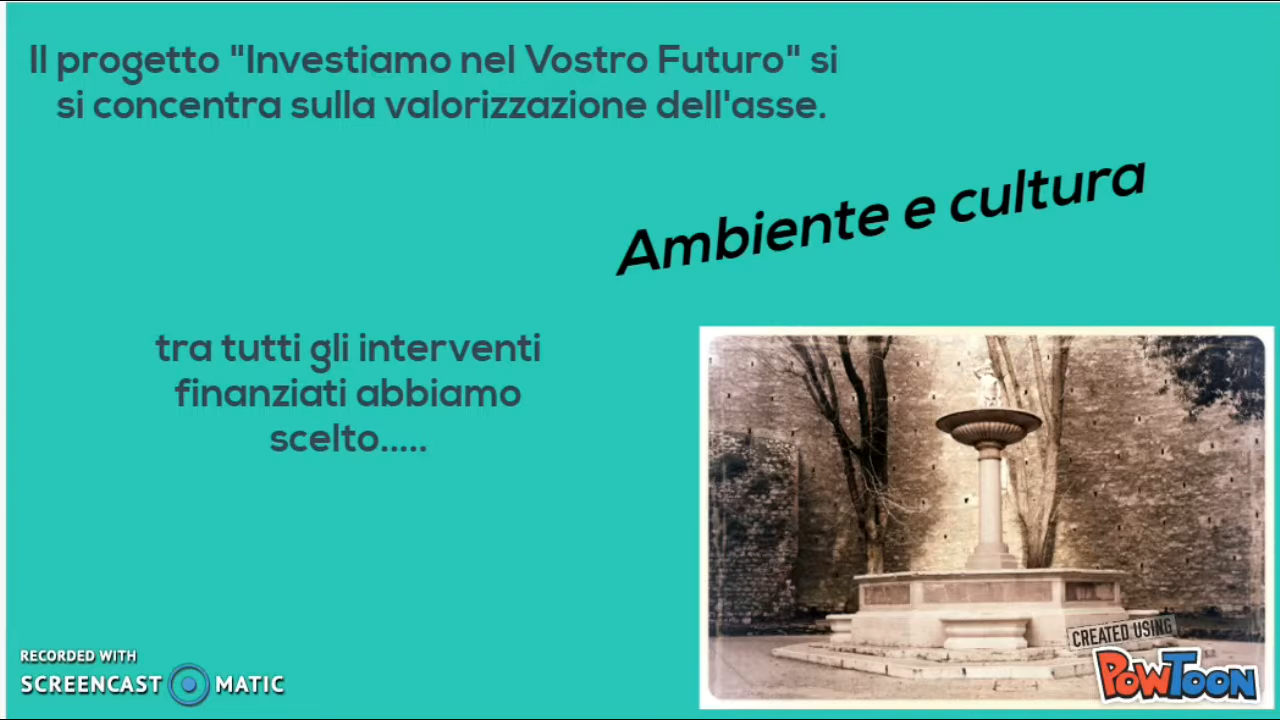 Il progetto "Investiamo nel Vostro Futuro" si
si concentra sulla valorizzazione dell'asse.
Ambiente e cultura
tra tutti gli interventi
finanziati abbiamo
scelto.....
RECORDED WITH
SCREENCAST MATIC
CREATED USING
POWTOON